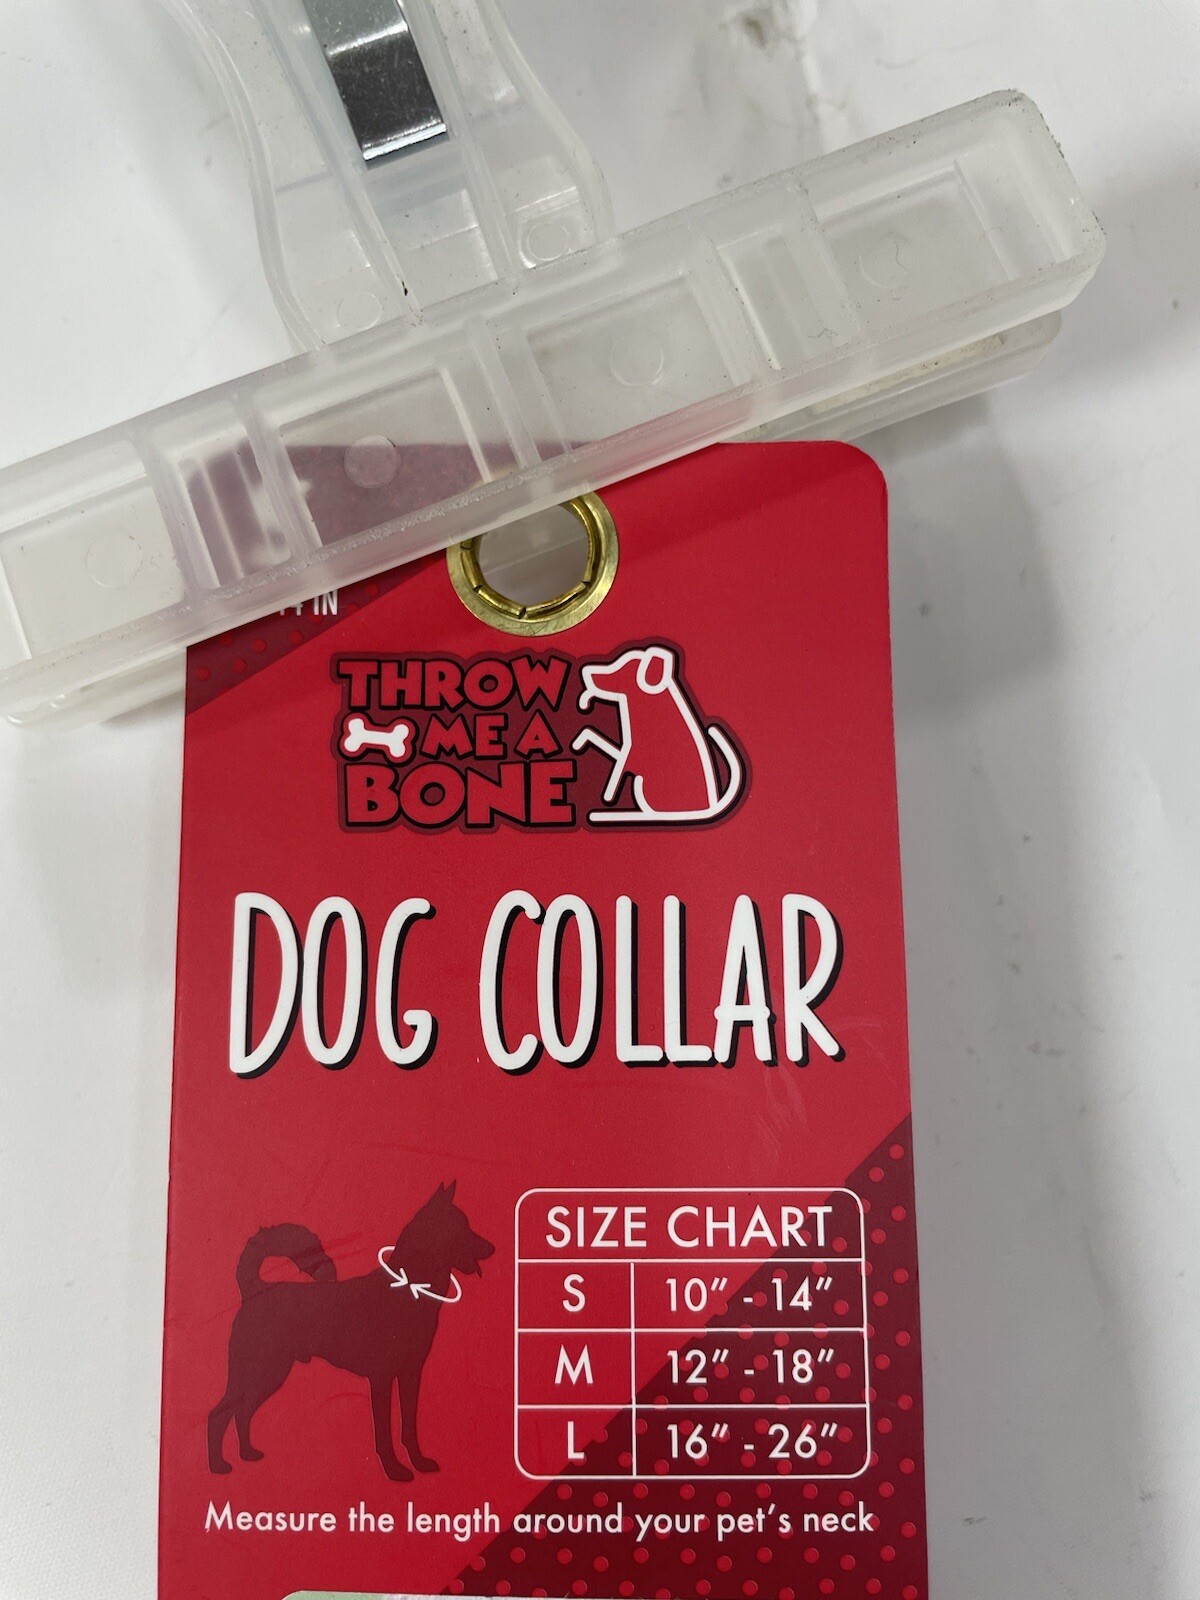 IN
THROW
ME A
BONE
DOG COLLAR
SIZE CHART
S 10" - 14"
M 12" - 18"
L 16" - 26"
Measure the length around your pet's neck